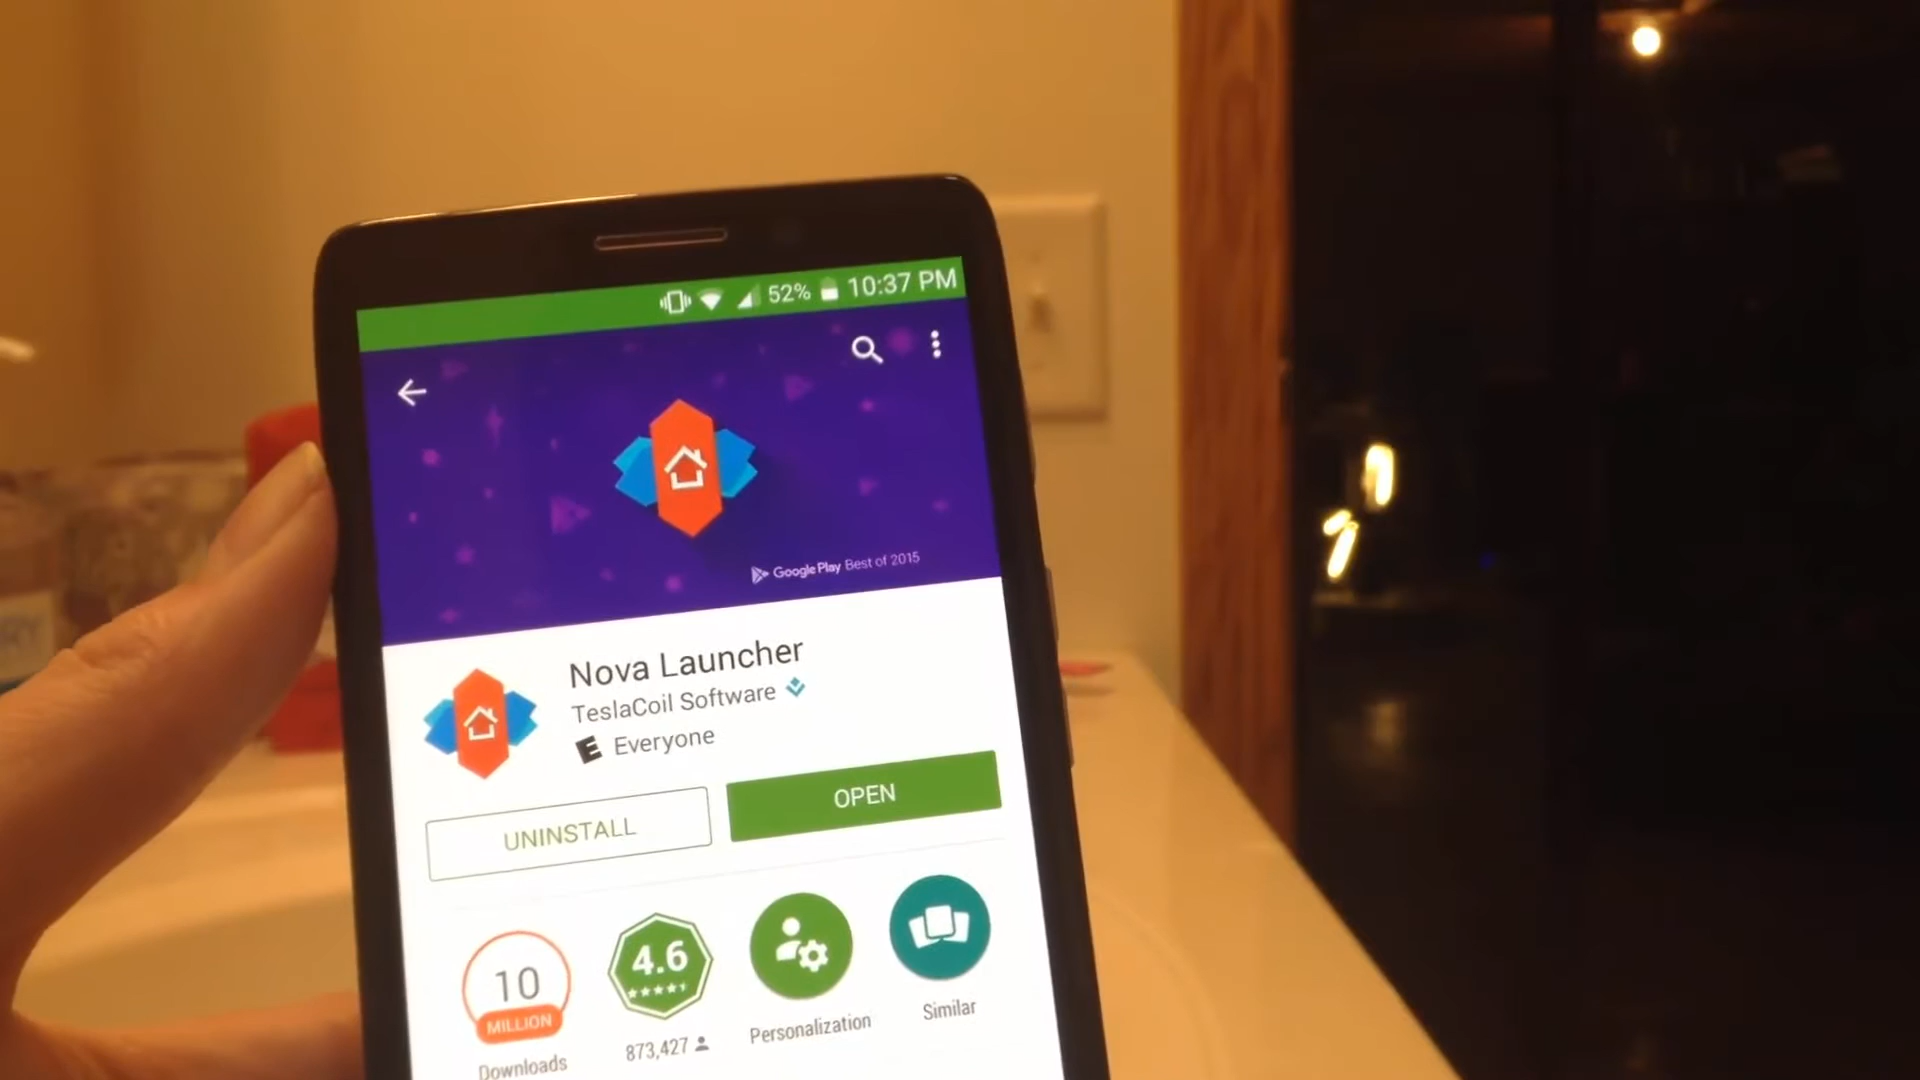 52% 10:37 PM
Google Play Best of 2015
Nova Launcher
TeslaCoil Software
E Everyone
UNINSTALL
OPEN
10
MILLION
Downloads
4.6
873,427
Personalization
Similar
RY